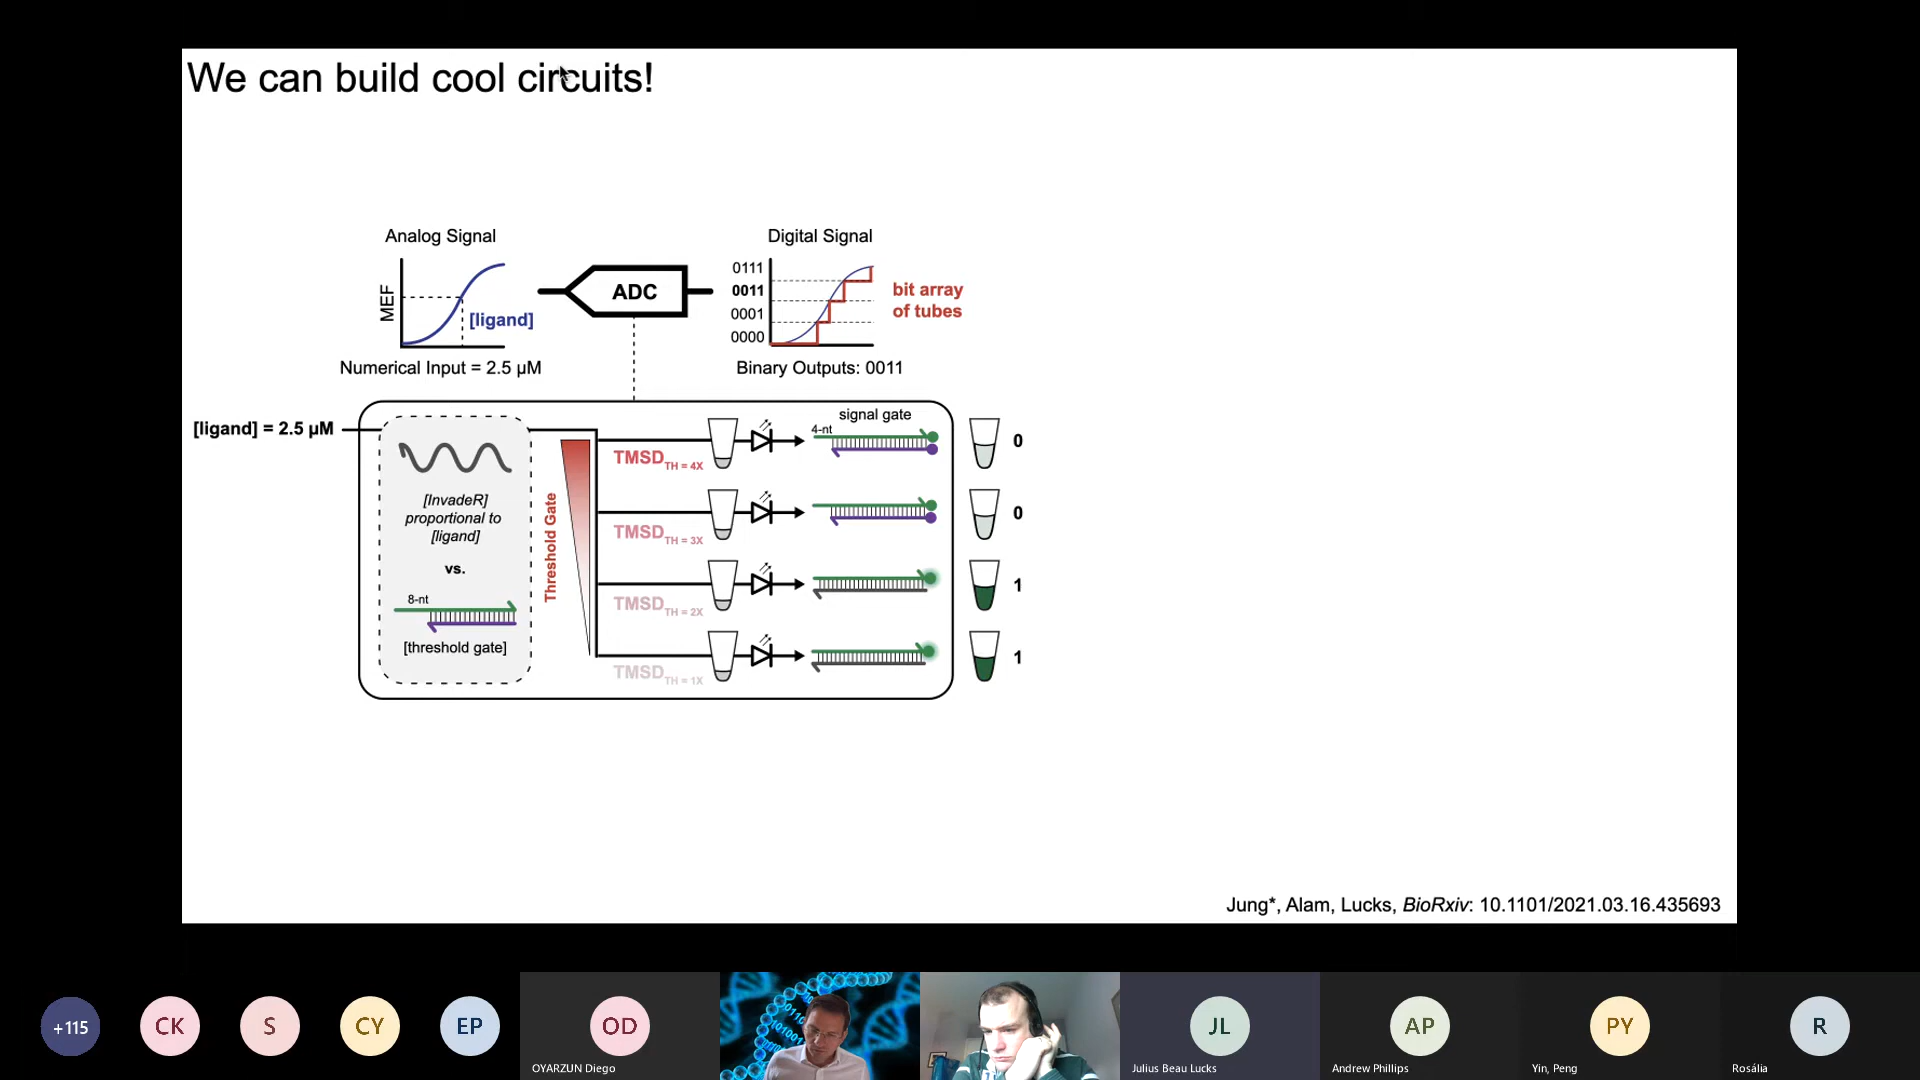 We can build cool circuits!
Analog Signal
MEF
[ligand]
Numerical Input = 2.5 µM
ADC
Digital Signal
0111
0011
0001
0000
bit array
of tubes
Binary Outputs: 0011
[ligand] = 2.5 µM
[InvadeR]
proportional to
[ligand]
vs.
8-nt
[threshold gate]
Threshold Gate
TMSD TH = 4X
TMSD TH = 3X
TMSD TH = 2X
TMSD TH = 1X
signal gate
4-nt
0
0
1
1
Jung*, Alam, Lucks, BioRxiv: 10.1101/2021.03.16.435693
+115
CK
S
CY
EP
OD
OYARZUN Diego
JL
Julius Beau Lucks
AP
Andrew Phillips
PY
Yin, Peng
R
Rosália